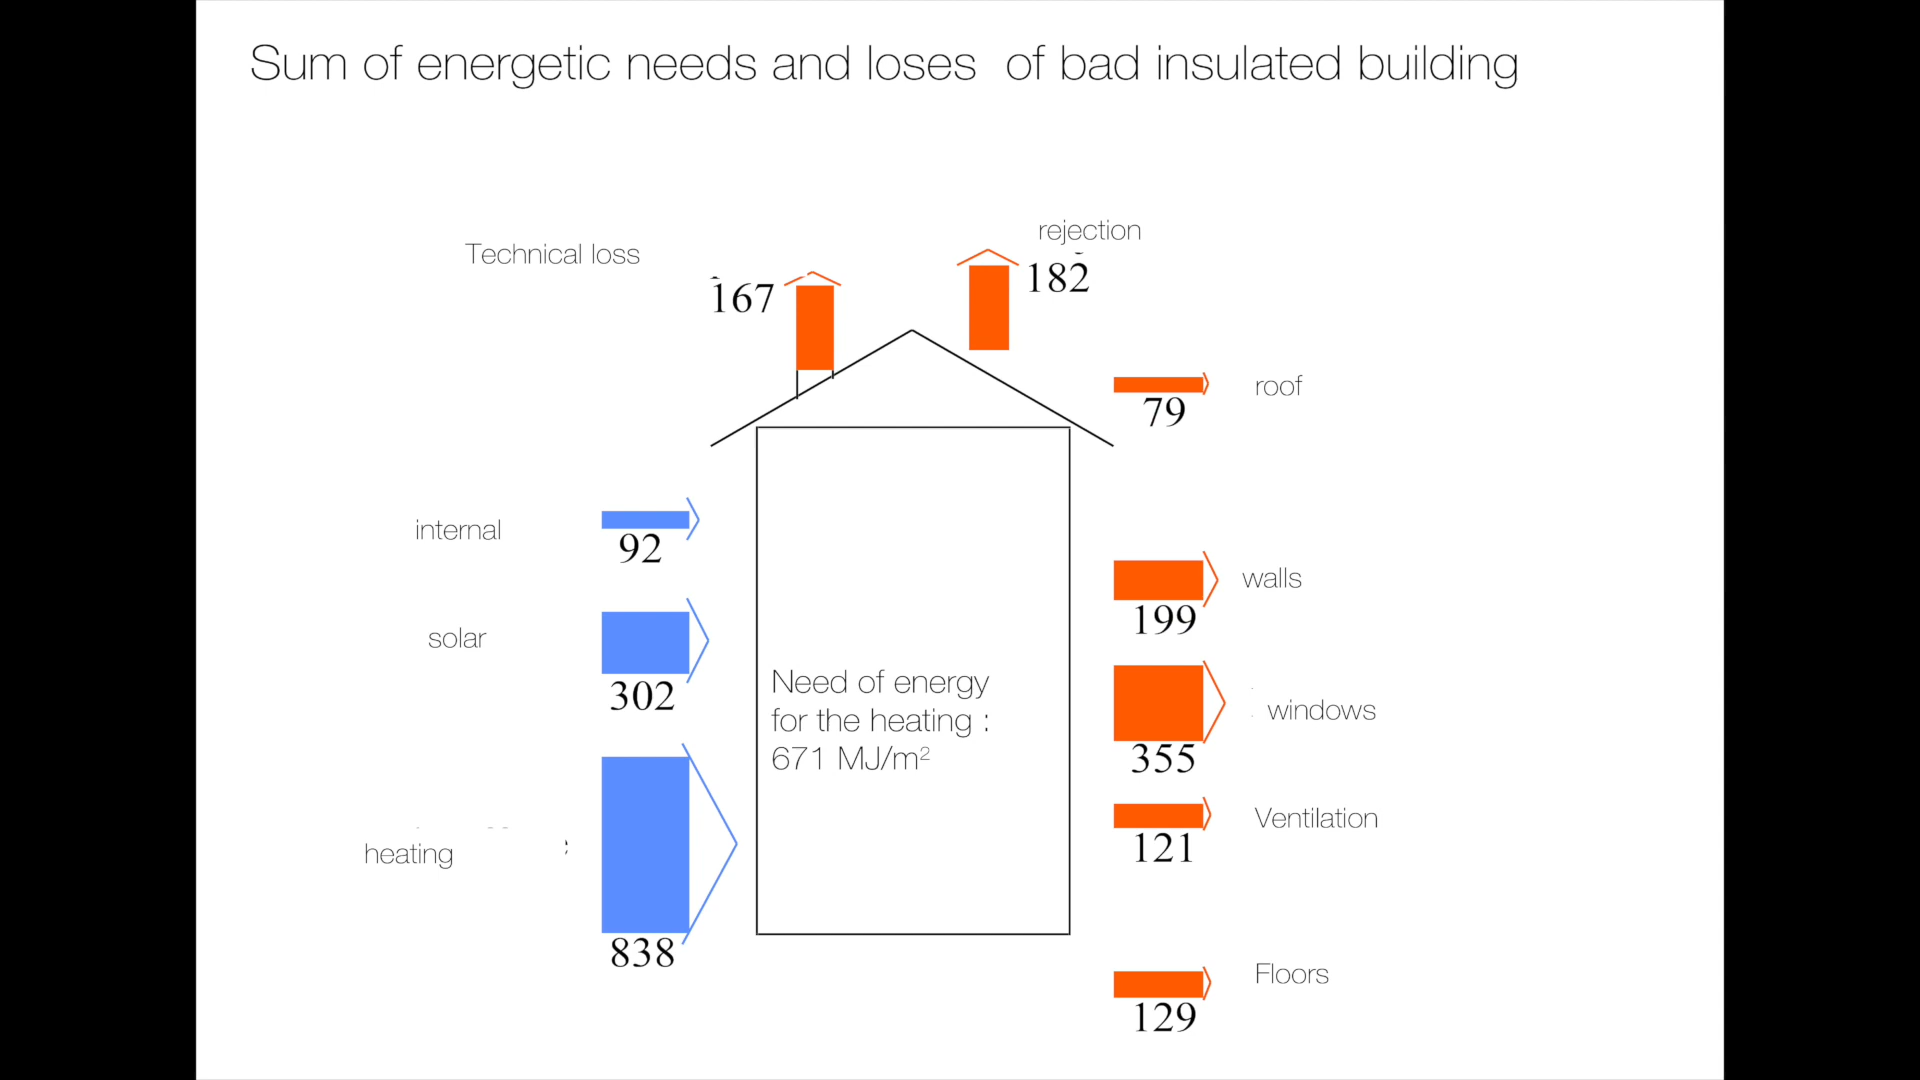 Sum of energetic needs and loses of bad insulated building
rejection
Technical loss
182
167
roof
79
internal
92
walls
199
solar
302
Need of energy
for the heating :
671 MJ/m²
windows
355
Ventilation
121
heating
838
Floors
129